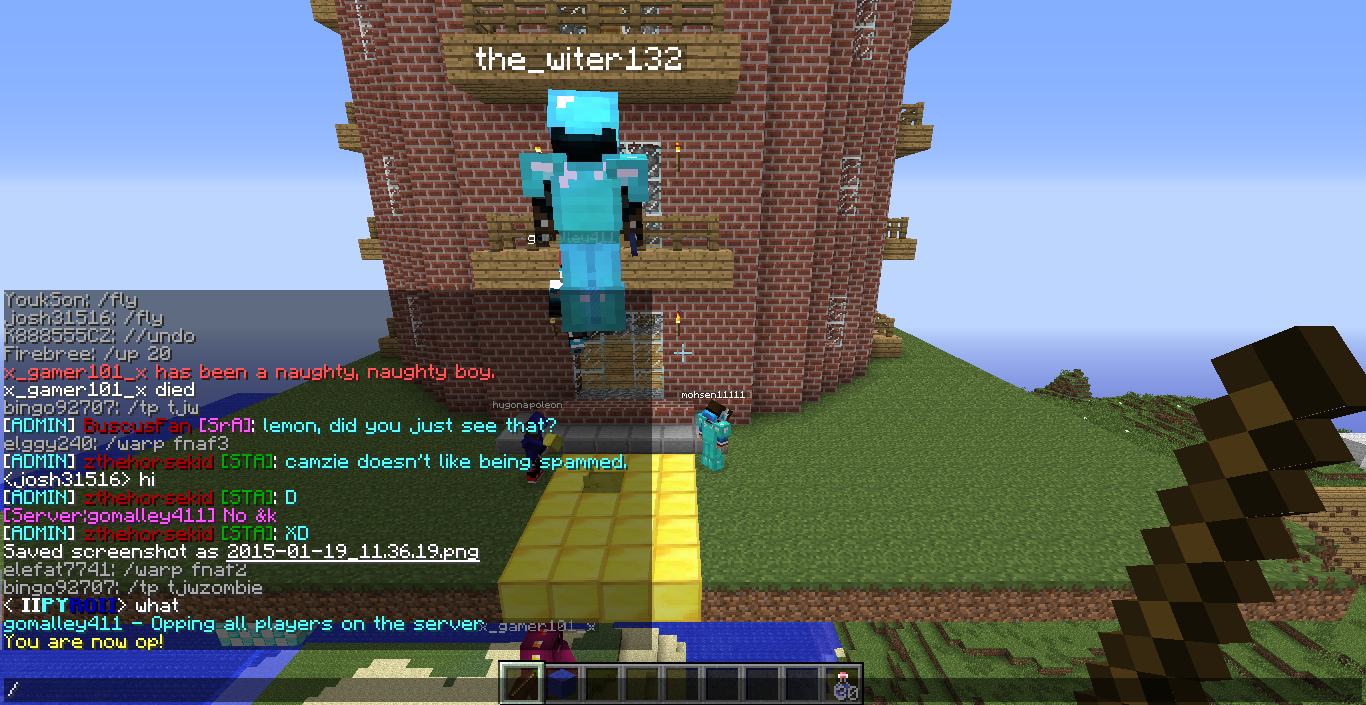 the_witer132
YoukSon: /fly
josh31516: /fly
K888555CZ: //undo
Firebree: /up 20
x_gamer101_x has been a naughty, naughty boy.
x_gamer101_x died
bingo92707: /tp tjw
hugonapoleon
mohsen11111
[ADMIN] BuscusFan [SrA]: lemon, did you just see that?
elggy240: /warp fnaf3
[ADMIN] zthehorsekid [STA]: camzie doesn't like being spammed.
<josh31516> hi
[ADMIN] zthehorsekid [STA]: D
[Server:gomalley411] No &k
[ADMIN] zthehorsekid [STA]: XD
Saved screenshot as 2015-01-19_11.36.19.png
elefat7741: /warp fnaf2
bingo92707: /tp tjwzombie
< IIPYROII> what
gomalley411 - Opping all players on the server
x_gamer101_x
You are now op!
/